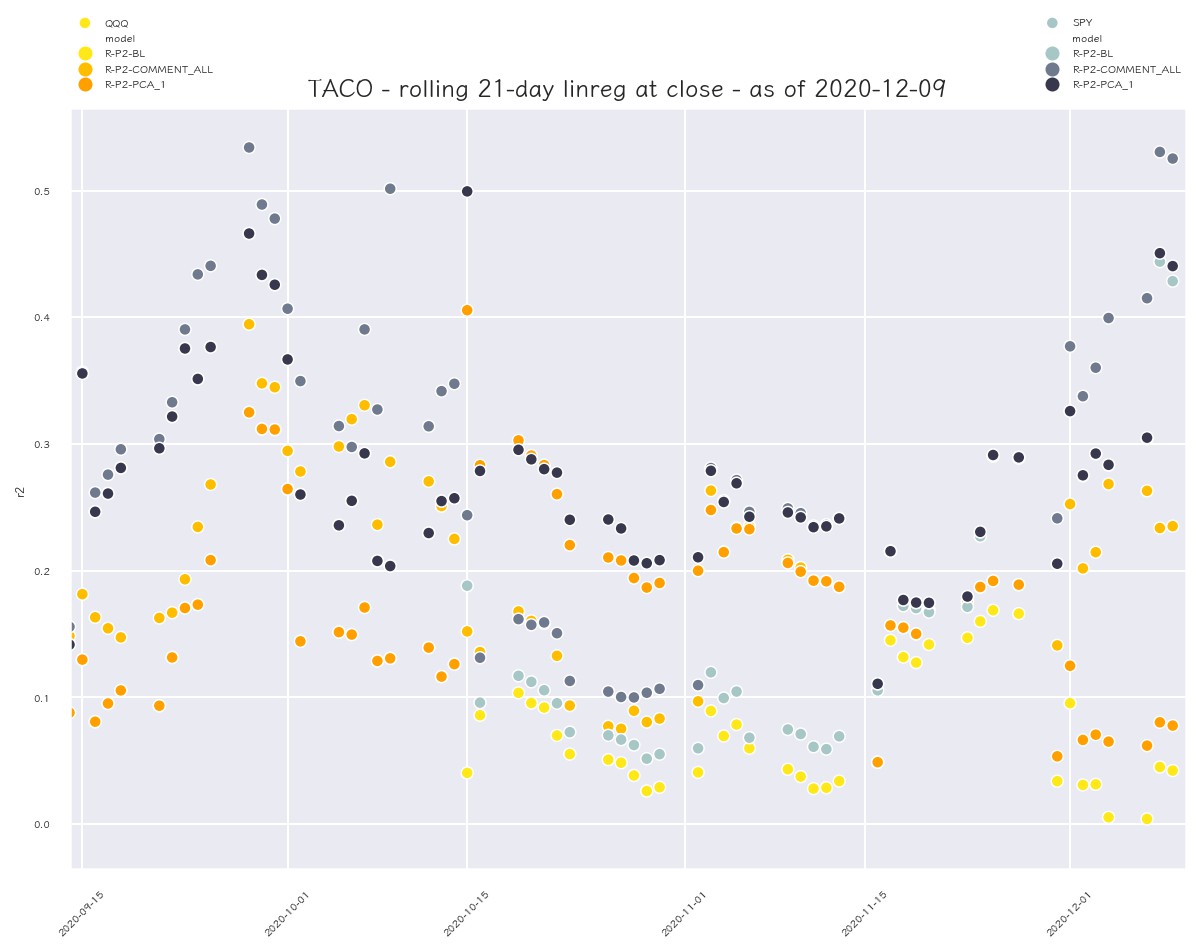 QQQ
model
R-P2-BL
R-P2-COMMENT_ALL
R-P2-PCA_1
SPY
model
R-P2-BL
R-P2-COMMENT_ALL
R-P2-PCA_1
TACO - rolling 21-day linreg at close - as of 2020-12-09
0.5
0.4
0.3
0.2
0.1
0.0
r2
2020-09-15
2020-10-01
2020-10-15
2020-11-01
2020-11-15
2020-12-01